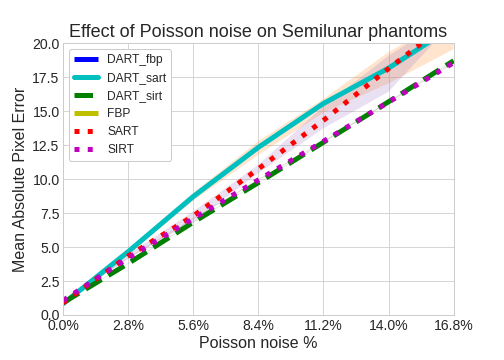 Effect of Poisson noise on Semilunar phantoms
20.0
17.5
15.0
12.5
10.0
7.5
5.0
2.5
0.0
Mean Absolute Pixel Error
DART_fbp
DART_sart
DART_sirt
FBP
SART
SIRT
0.0% 2.8% 5.6% 8.4% 11.2% 14.0% 16.8%
Poisson noise %